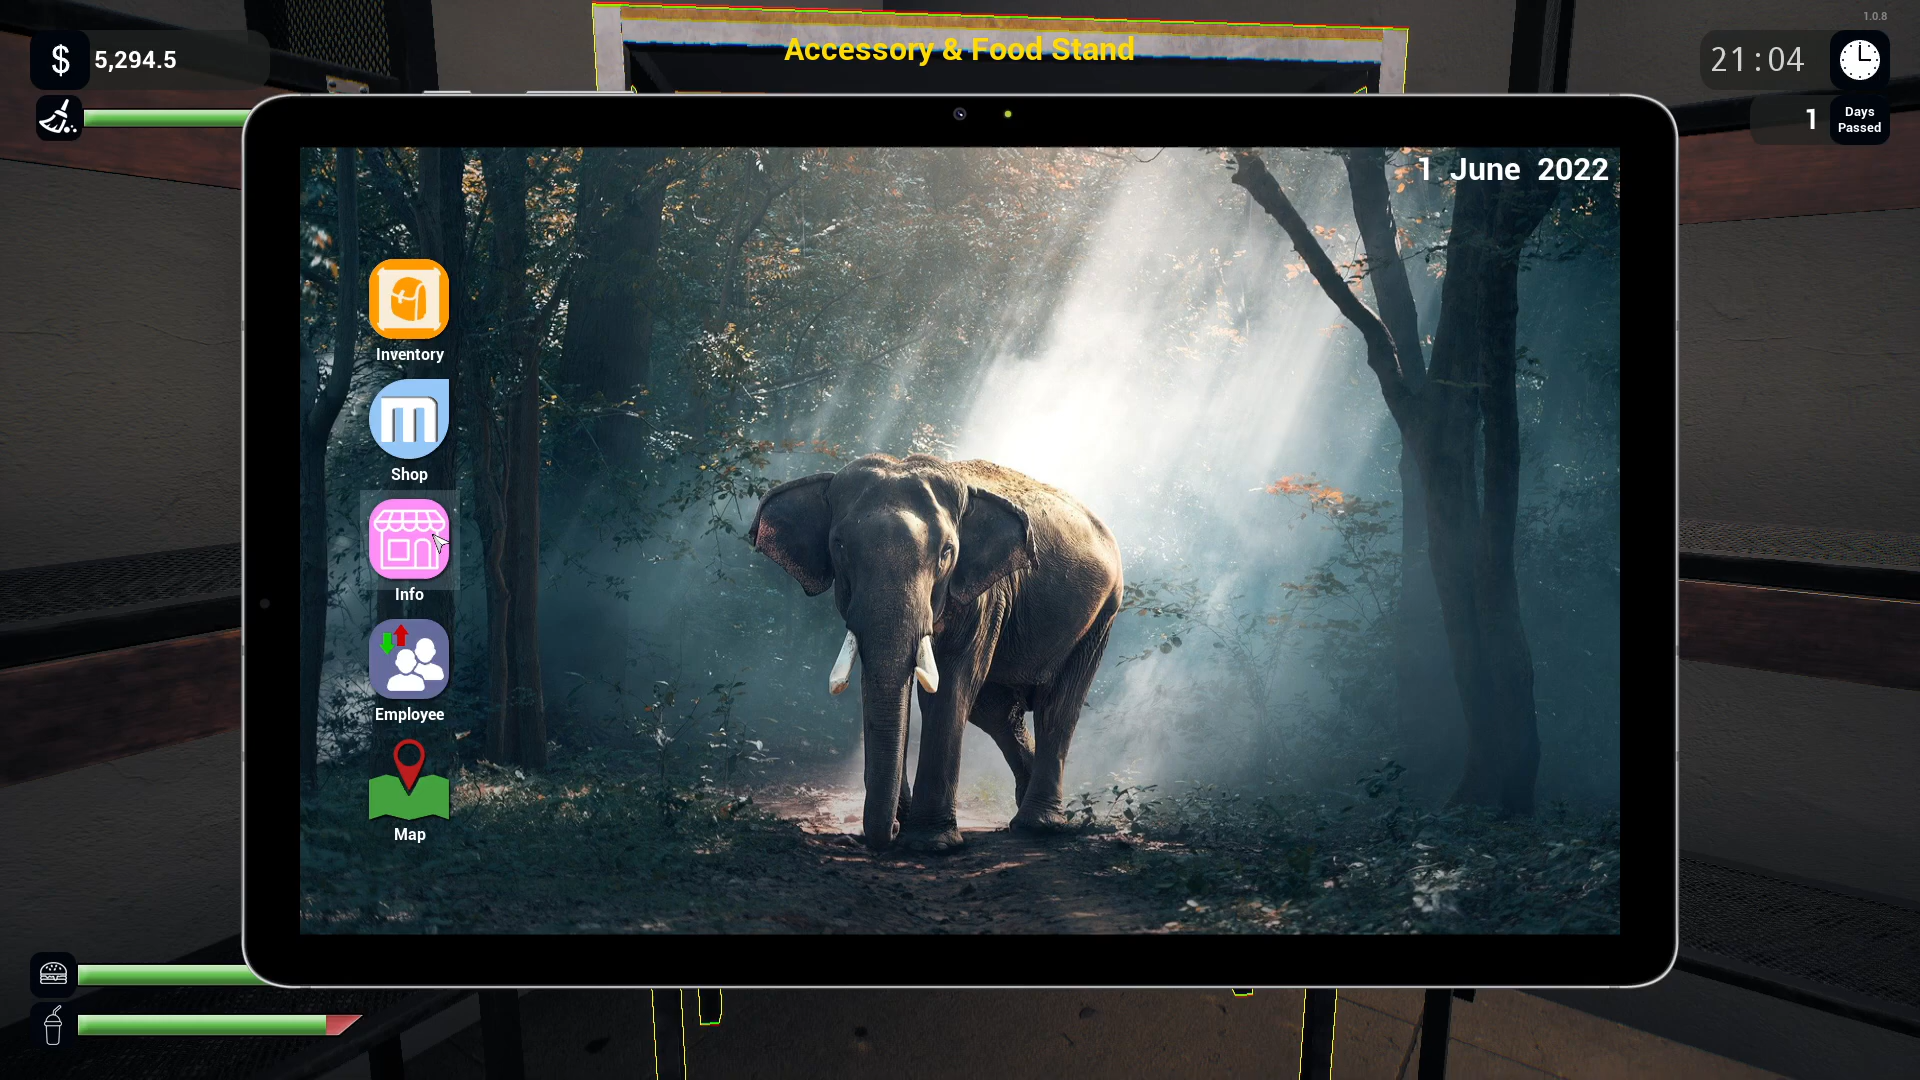 1.0.8
$ 5,294.5
Accessory & Food Stand
21:04
1 Days Passed
1 June 2022
Inventory
Shop
Info
Employee
Map